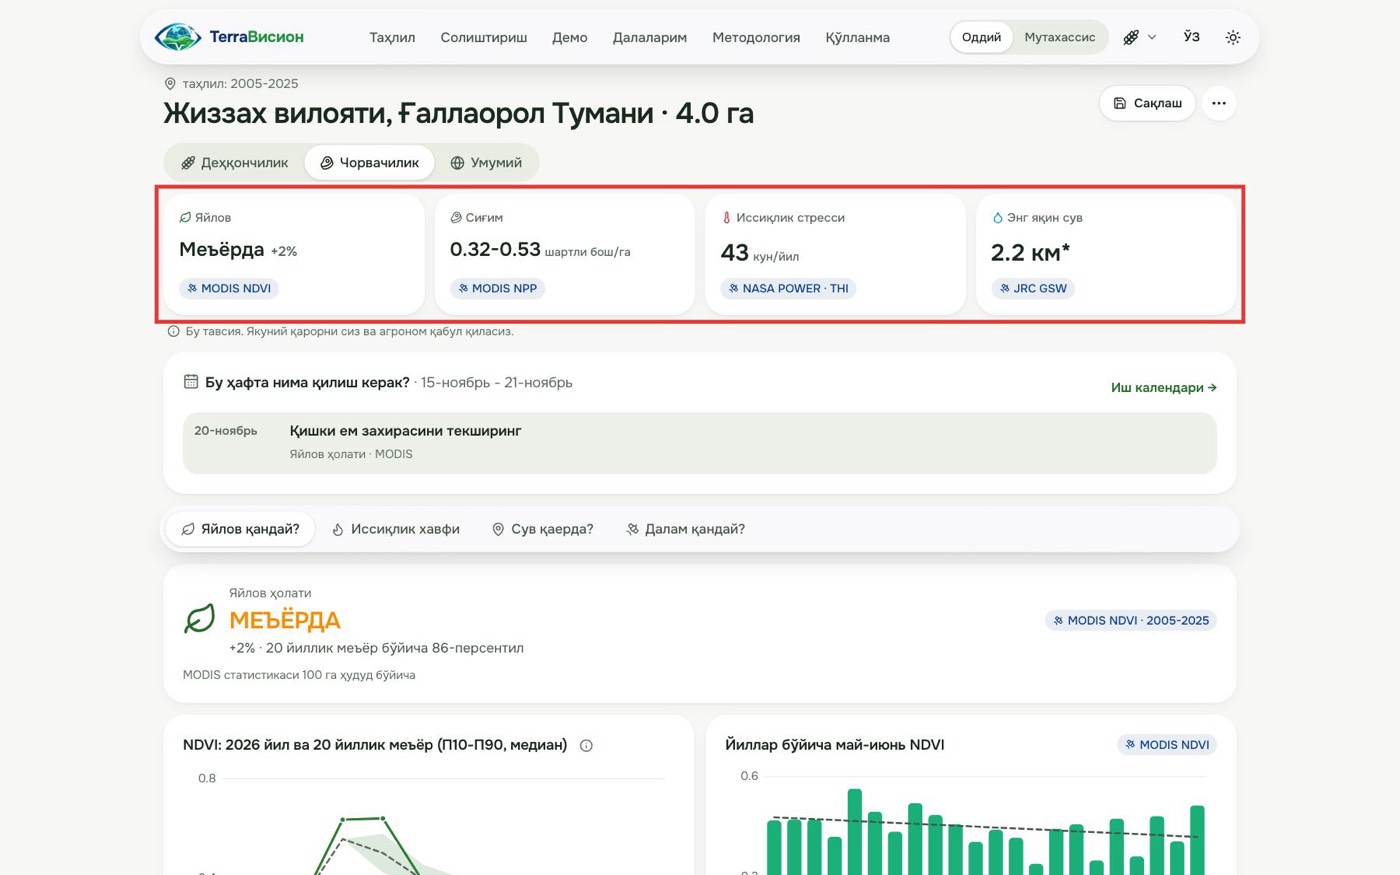 TerraВисион
Таҳлил Солиштириш Демо Далаларим Методология Қўлланма
Оддий Мутахассис ЎЗ
таҳлил: 2005-2025
Жиззах вилояти, Ғаллаорол Тумани · 4.0 га
Сақлаш
Деҳқончилик Чорвачилик Умумий
Яйлов Сиғим Иссиқлик стресси Энг яқин сув
Меъёрда +2% 0.32-0.53 шартли бош/га 43 кун/йил 2.2 км*
MODIS NDVI MODIS NPP NASA POWER · THI JRC GSW
Бу тавсия. Якуний қарорни сиз ва агроном қабул қиласиз.
Бу ҳафта нима қилиш керак? · 15-ноябрь - 21-ноябрь
Иш календари →
20-ноябрь Қишки ем захирасини текширинг
Яйлов ҳолати · MODIS
Яйлов қандай? Иссиқлик хавфи Сув қаерда? Далам қандай?
Яйлов ҳолати
МЕЪЁРДА
MODIS NDVI · 2005-2025
+2% · 20 йиллик меъёр бўйича 86-персентил
MODIS статистикаси 100 га ҳудуд бўйича
NDVI: 2026 йил ва 20 йиллик меъёр (П10-П90, медиан)
0.8
Йиллар бўйича май-июнь NDVI MODIS NDVI
0.6